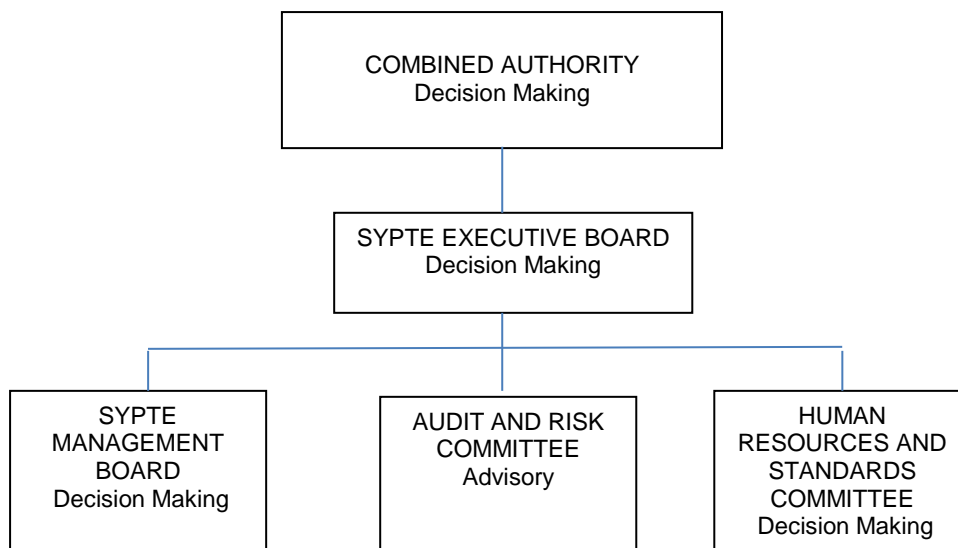 COMBINED AUTHORITY
Decision Making
SYPTE EXECUTIVE BOARD
Decision Making
SYPTE
MANAGEMENT
BOARD
Decision Making
AUDIT AND RISK
COMMITTEE
Advisory
HUMAN
RESOURCES AND
STANDARDS
COMMITTEE
Decision Making